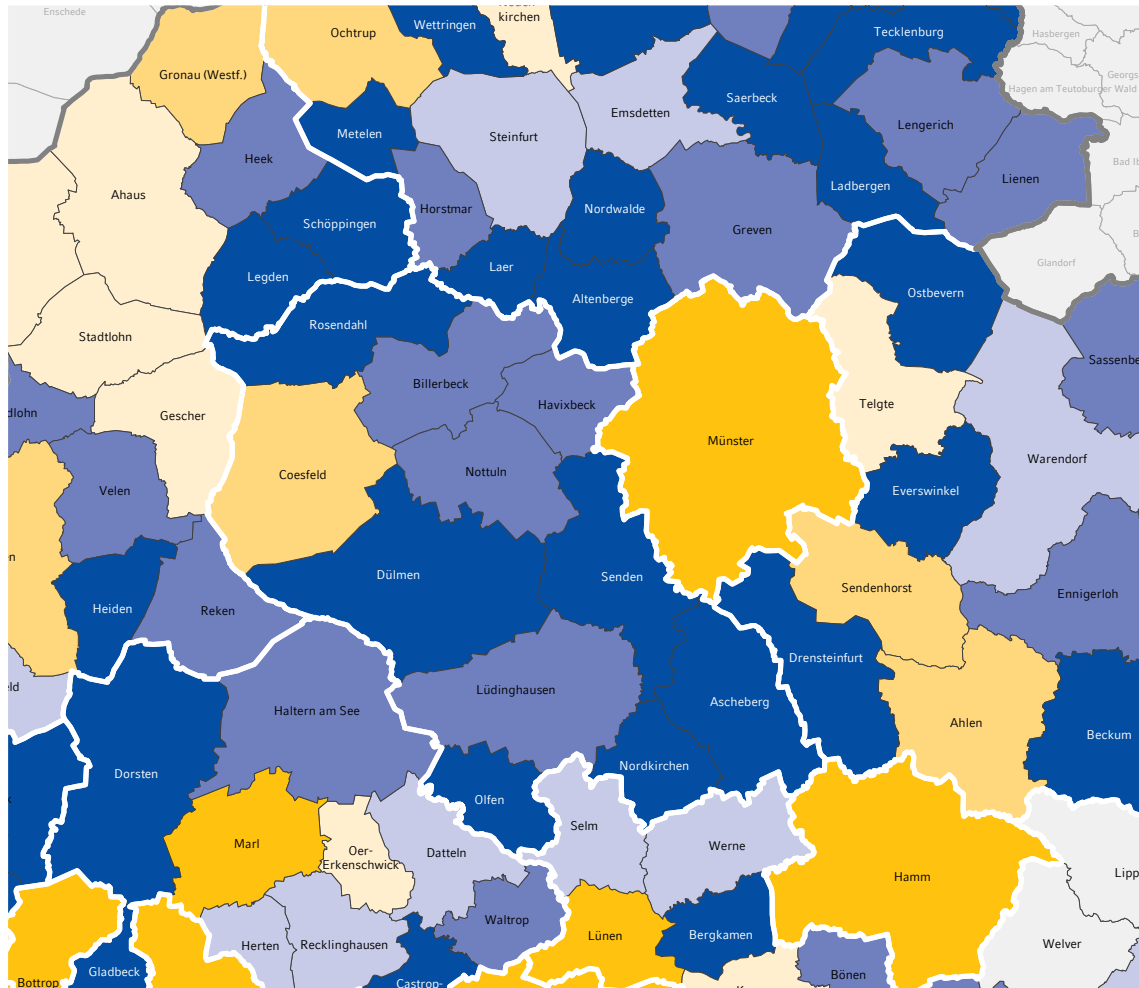 Enschede
kirchen
Wettringen
Ochtrup
Tecklenburg
Hasbergen
Gronau (Westf.)
Georgs
Hagen am Teutoburger Wald
Saerbeck
Emsdetten
Lengerich
Metelen
Steinfurt
Heek
Bad Ib
Lienen
Ladbergen
Ahaus
Horstmar
Nordwalde
Schöppingen
Greven
B
Glandorf
Laer
Legden
Ostbevern
Altenberge
Rosendahl
Stadtlohn
Sassenbe
Billerbeck
Havixbeck
Telgte
dlohn
Gescher
Münster
Warendorf
Nottuln
Coesfeld
Velen
Everswinkel
en
Dülmen
Senden
Sendenhorst
Ennigerloh
Heiden
Reken
Drensteinfurt
eld
Lüdinghausen
Ascheberg
Haltern am See
Ahlen
Beckum
Nordkirchen
Dorsten
Olfen
Selm
Marl
Werne
Oer-
Erkenschwick
Datteln
Hamm
Lipp
Waltrop
Lünen
Bergkamen
Herten
Recklinghausen
Welver
Gladbeck
Bönen
Bottrop
Castrop-